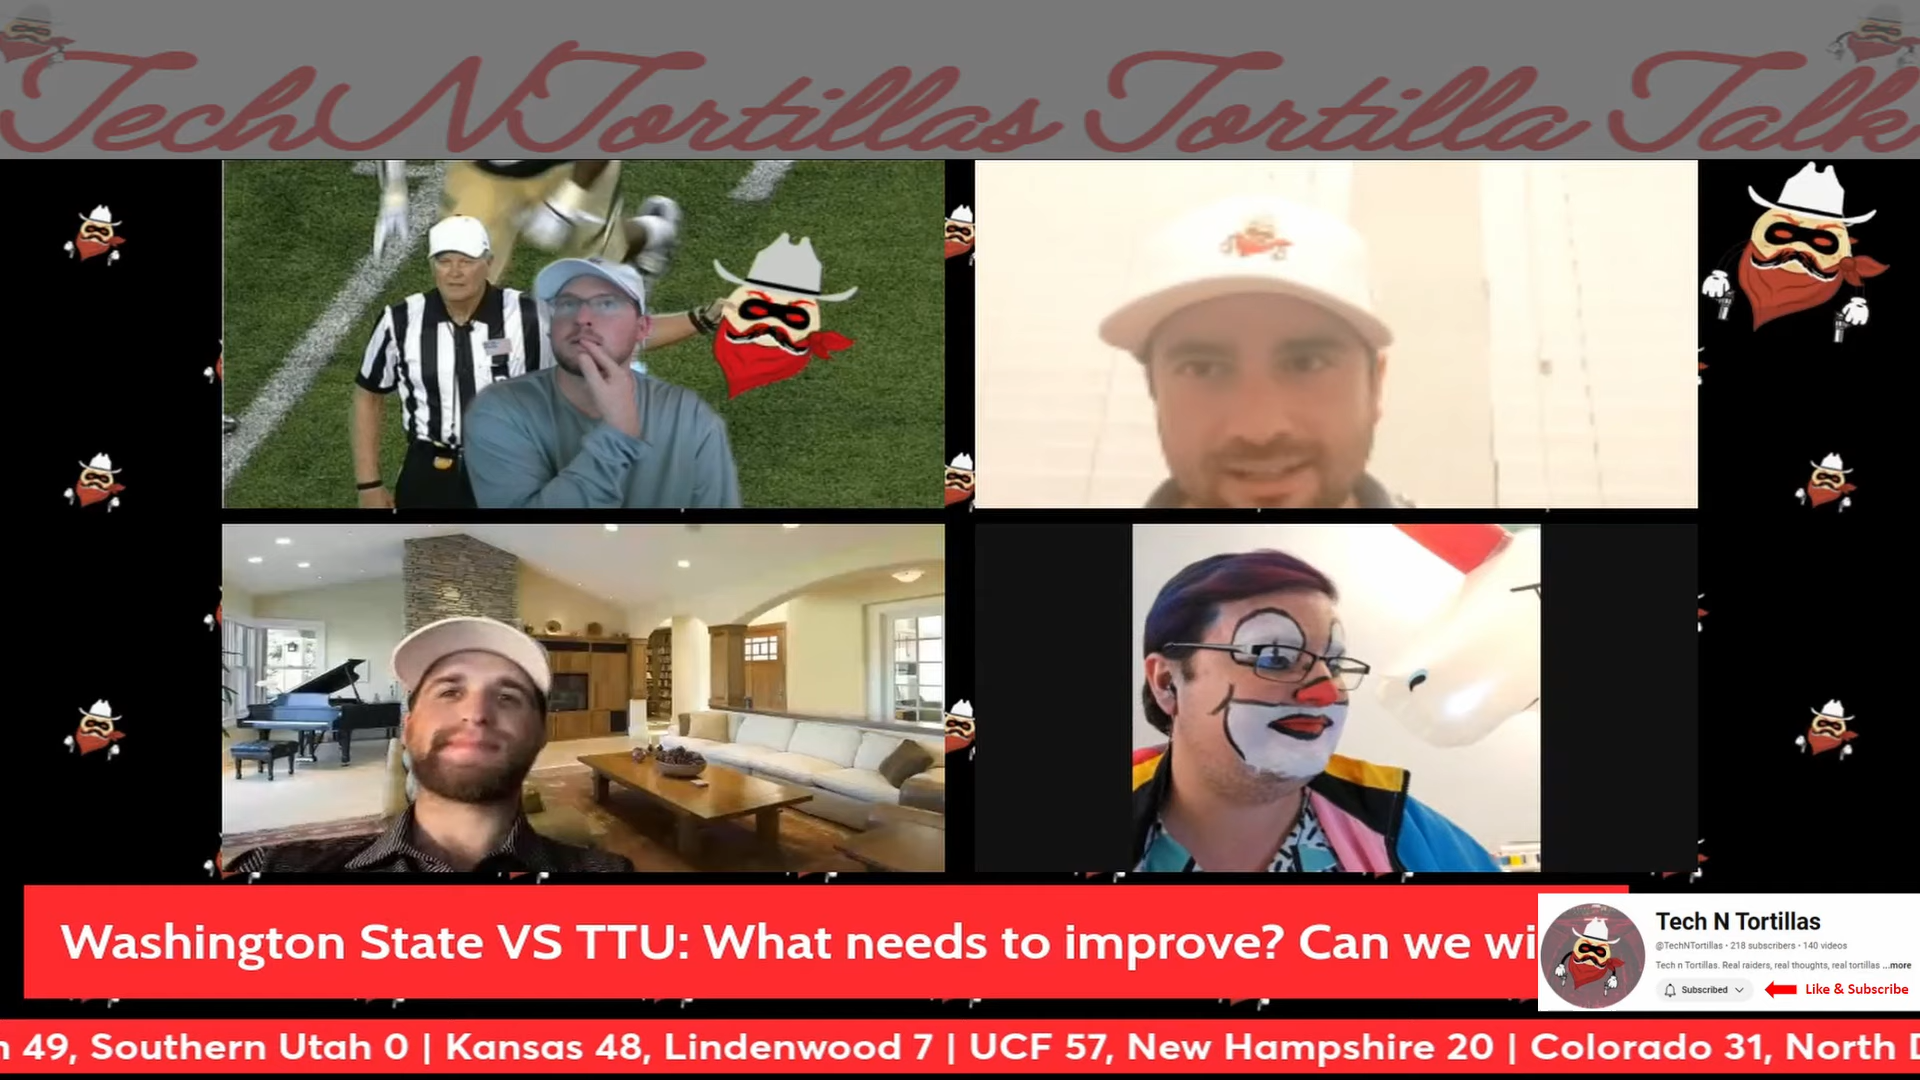 TechNTortillas Tortilla Talk
Washington State VS TTU: What needs to improve? Can we wi
Tech N Tortillas
@TechNTortillas • 218 subscribers • 140 videos
Tech n Tortillas. Real raiders, real thoughts, real tortillas ...more
Subscribed
Like & Subscribe
n 49, Southern Utah 0 | Kansas 48, Lindenwood 7 | UCF 57, New Hampshire 20 | Colorado 31, North D